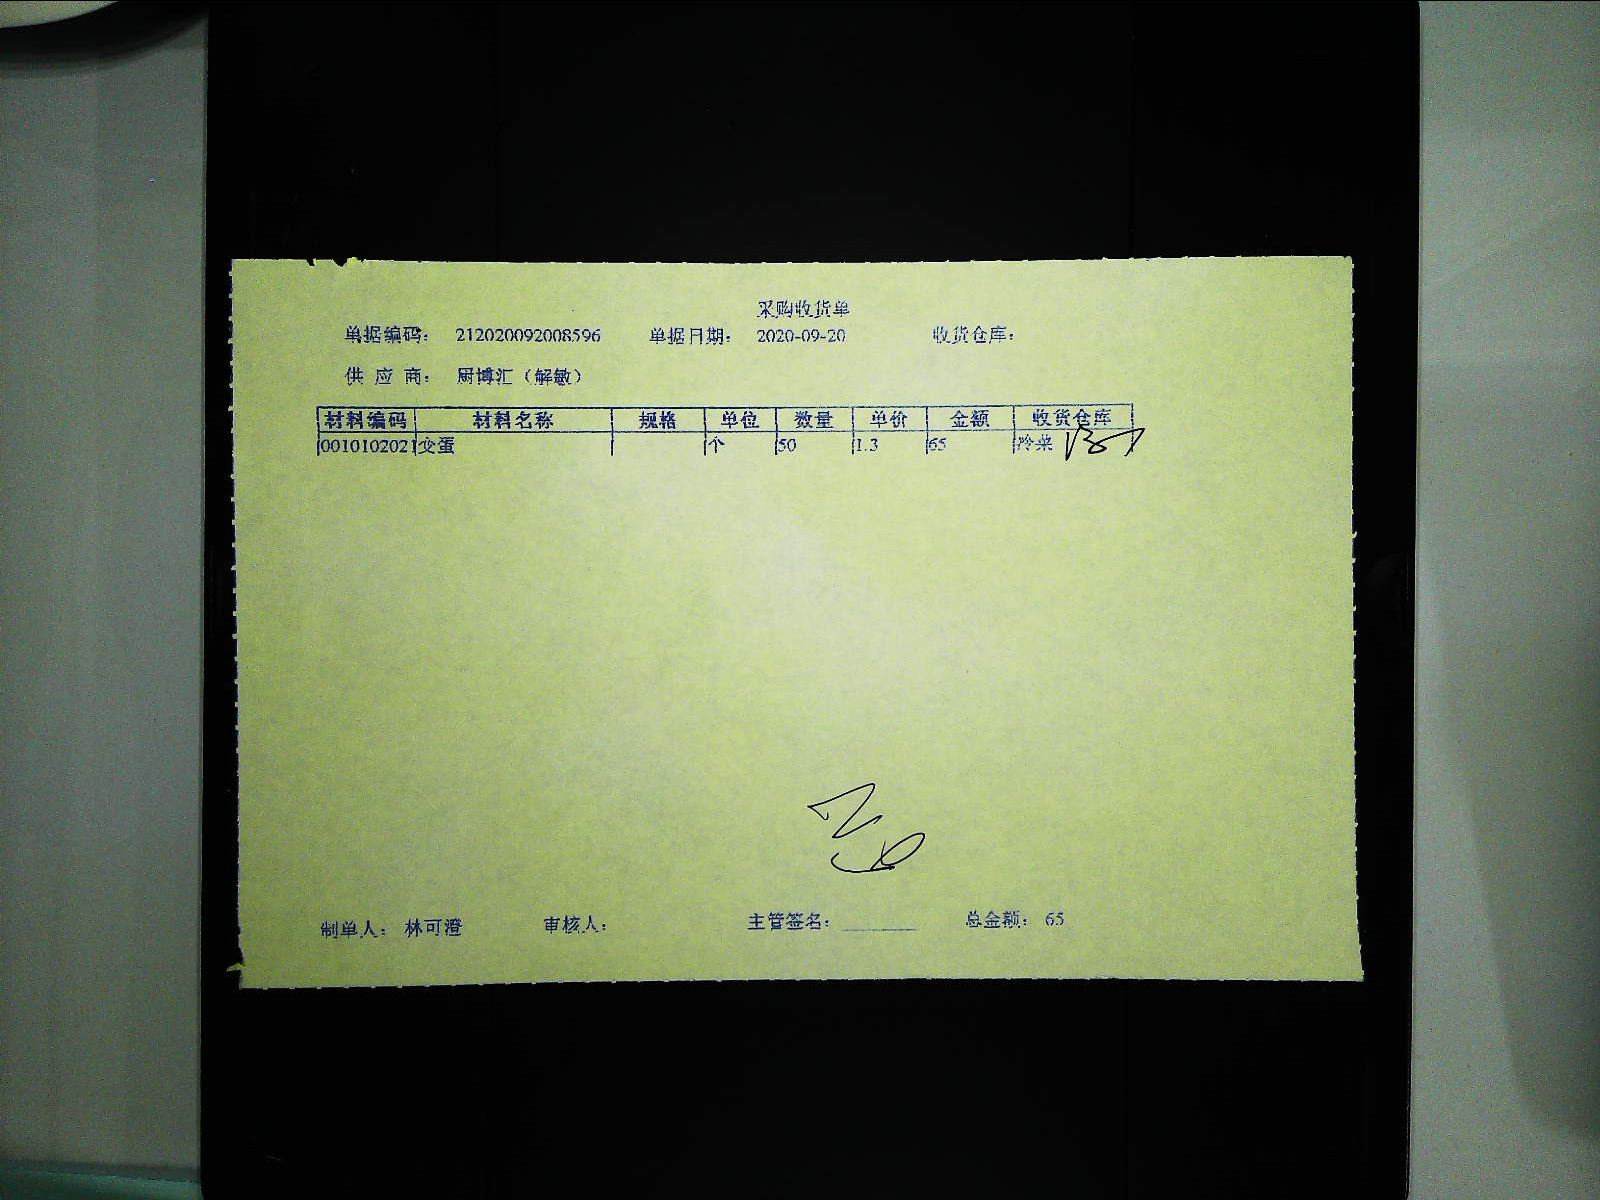 采购收货单
单据编码: 212020092008596 单据日期: 2020-09-20 收货仓库:
供 应 商: 厨博汇（解敏）
材料编码 材料名称 规格 单位 数量 单价 金额 收货仓库
0010102021 变蛋 个 50 1.3 65 冷菜
制单人: 林可澄 审核人: 主管签名: ______ 总金额: 65